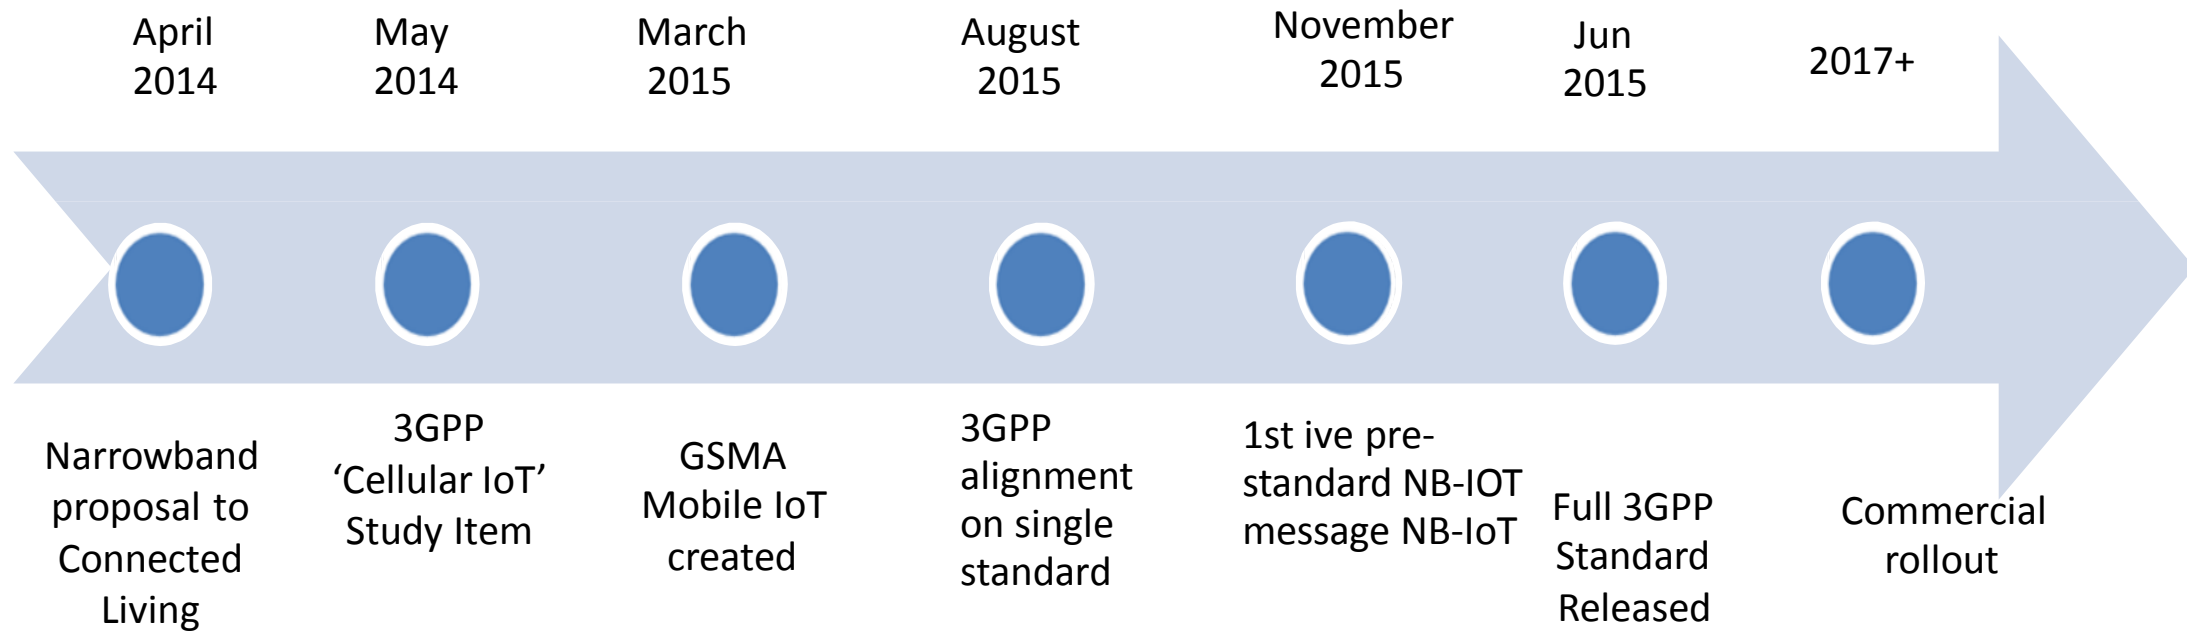 April
2014
May
2014
March
2015
August
2015
November
2015
Jun
2015
2017+
Narrowband
proposal to
Connected
Living
3GPP
‘Cellular IoT’
Study Item
GSMA
Mobile IoT
created
3GPP
alignment
on single
standard
1st ive pre-
standard NB-IOT
message NB-IoT
Full 3GPP
Standard
Released
Commercial
rollout